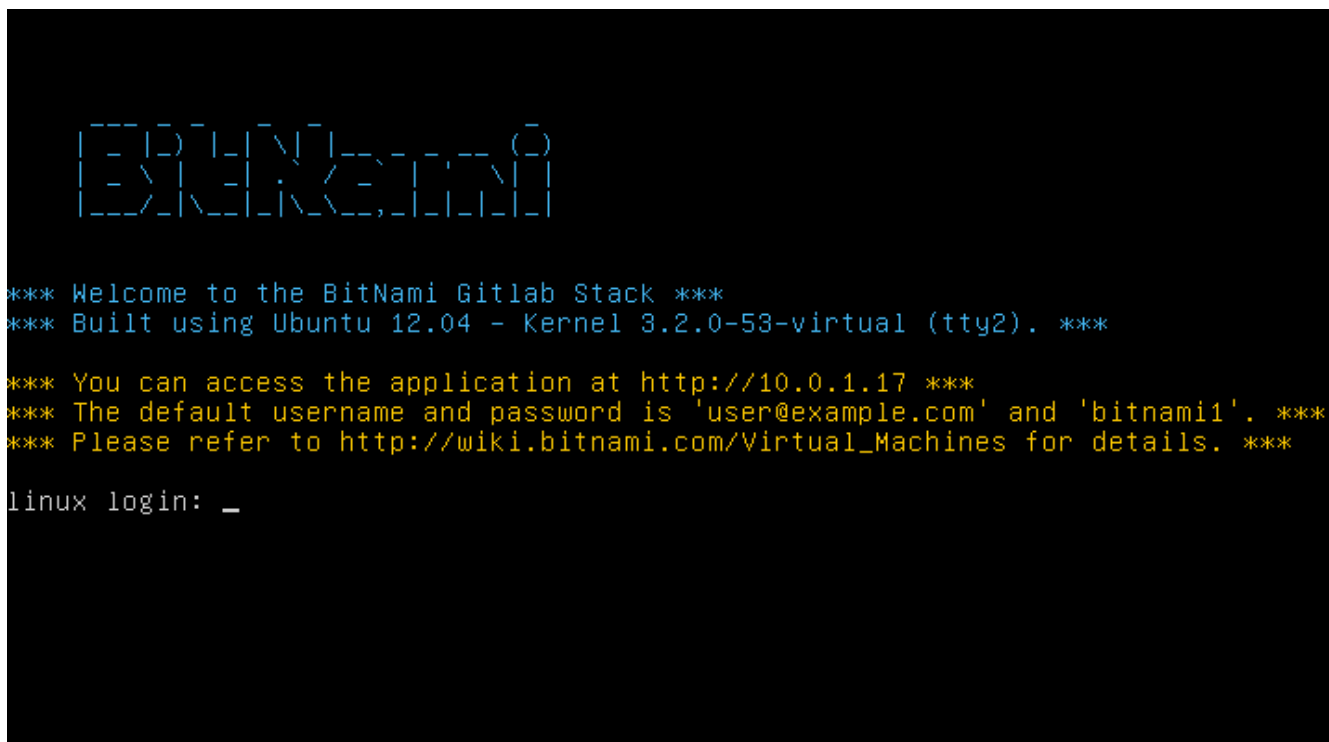 BitNami
*** Welcome to the BitNami Gitlab Stack ***
*** Built using Ubuntu 12.04 - Kernel 3.2.0-53-virtual (tty2). ***
*** You can access the application at http://10.0.1.17 ***
*** The default username and password is 'user@example.com' and 'bitnami1'. ***
*** Please refer to http://wiki.bitnami.com/Virtual_Machines for details. ***
linux login: _